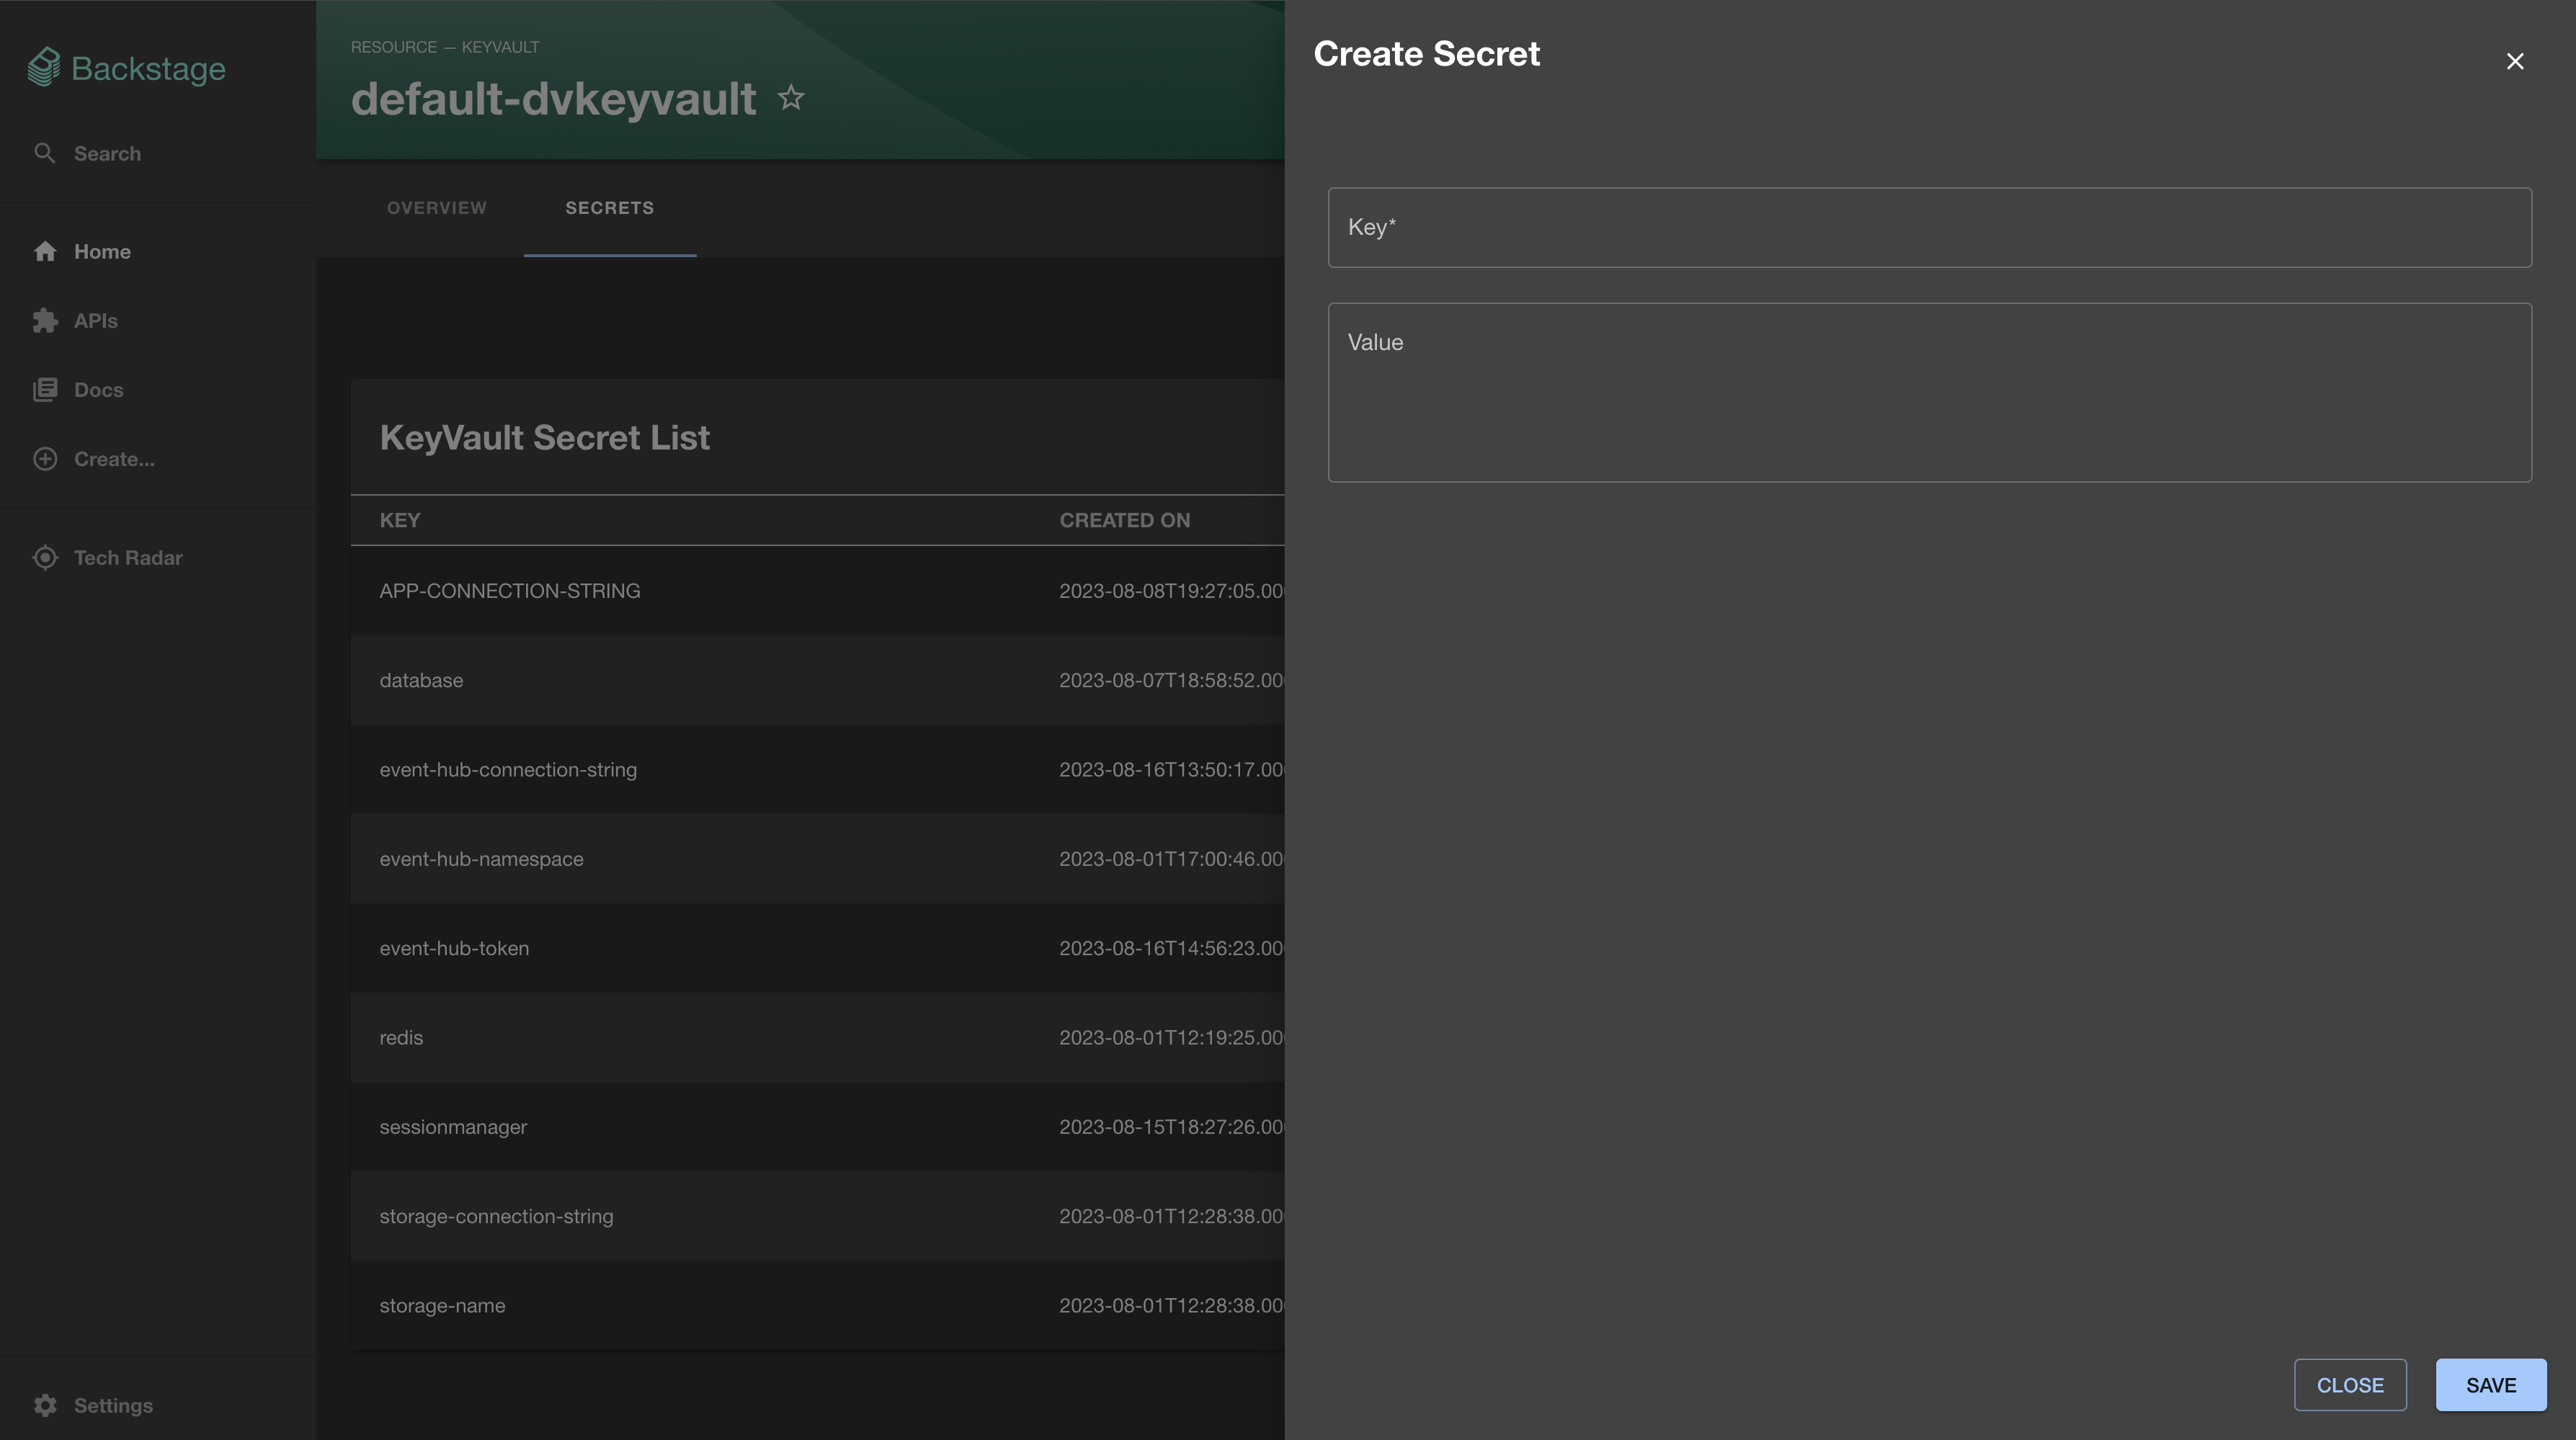 Backstage
Search
Home
APIs
Docs
Create...
Tech Radar
Settings
RESOURCE — KEYVAULT
default-dvkeyvault
OVERVIEW SECRETS
KeyVault Secret List
KEY CREATED ON
APP-CONNECTION-STRING 2023-08-08T19:27:05.00
database 2023-08-07T18:58:52.00
event-hub-connection-string 2023-08-16T13:50:17.00
event-hub-namespace 2023-08-01T17:00:46.00
event-hub-token 2023-08-16T14:56:23.00
redis 2023-08-01T12:19:25.00
sessionmanager 2023-08-15T18:27:26.00
storage-connection-string 2023-08-01T12:28:38.00
storage-name 2023-08-01T12:28:38.00
Create Secret
Key*
Value
CLOSE SAVE